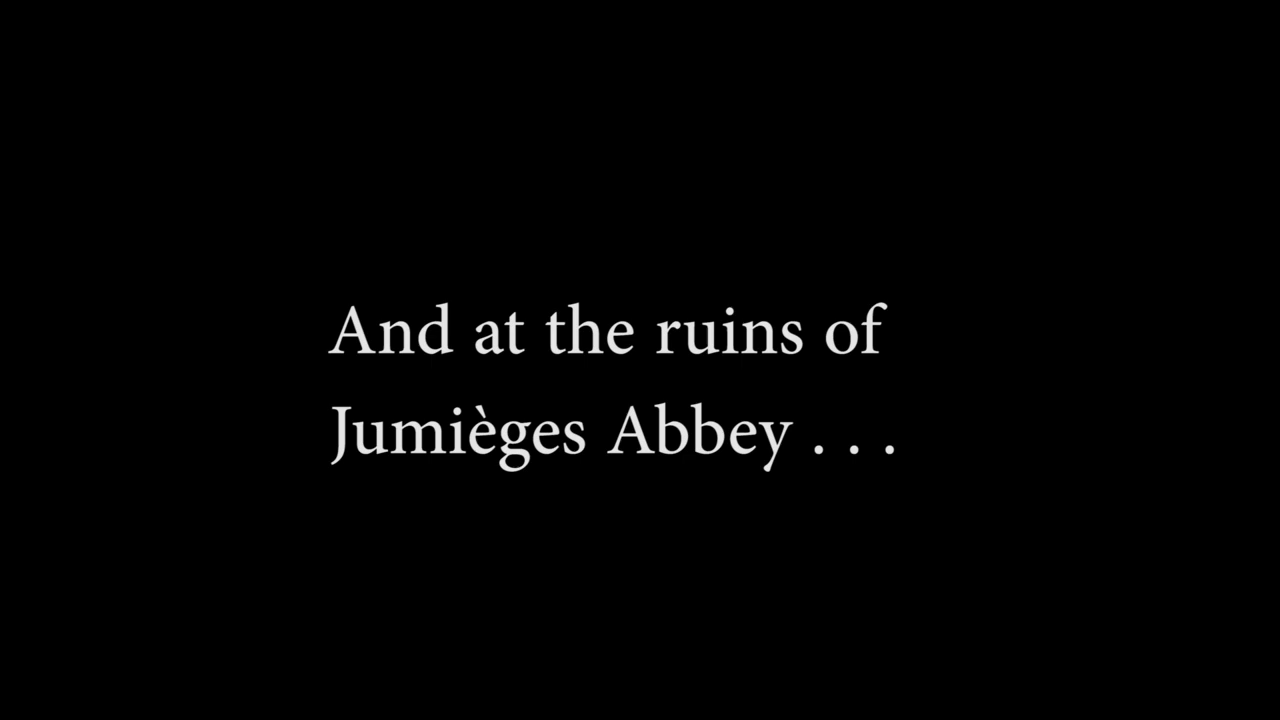 And at the ruins of
Jumièges Abbey . . .